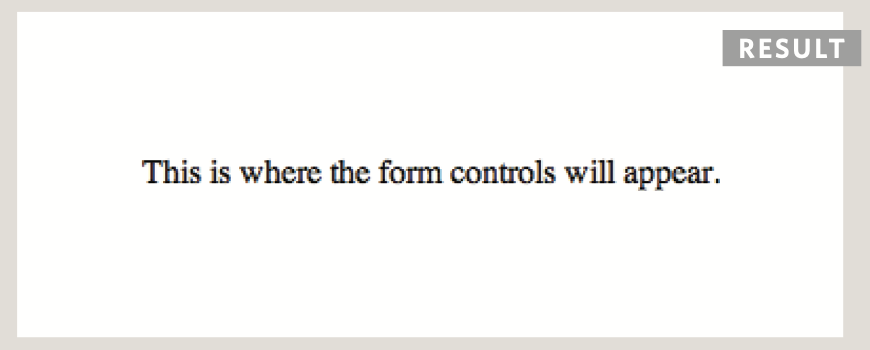 RESULT
This is where the form controls will appear.